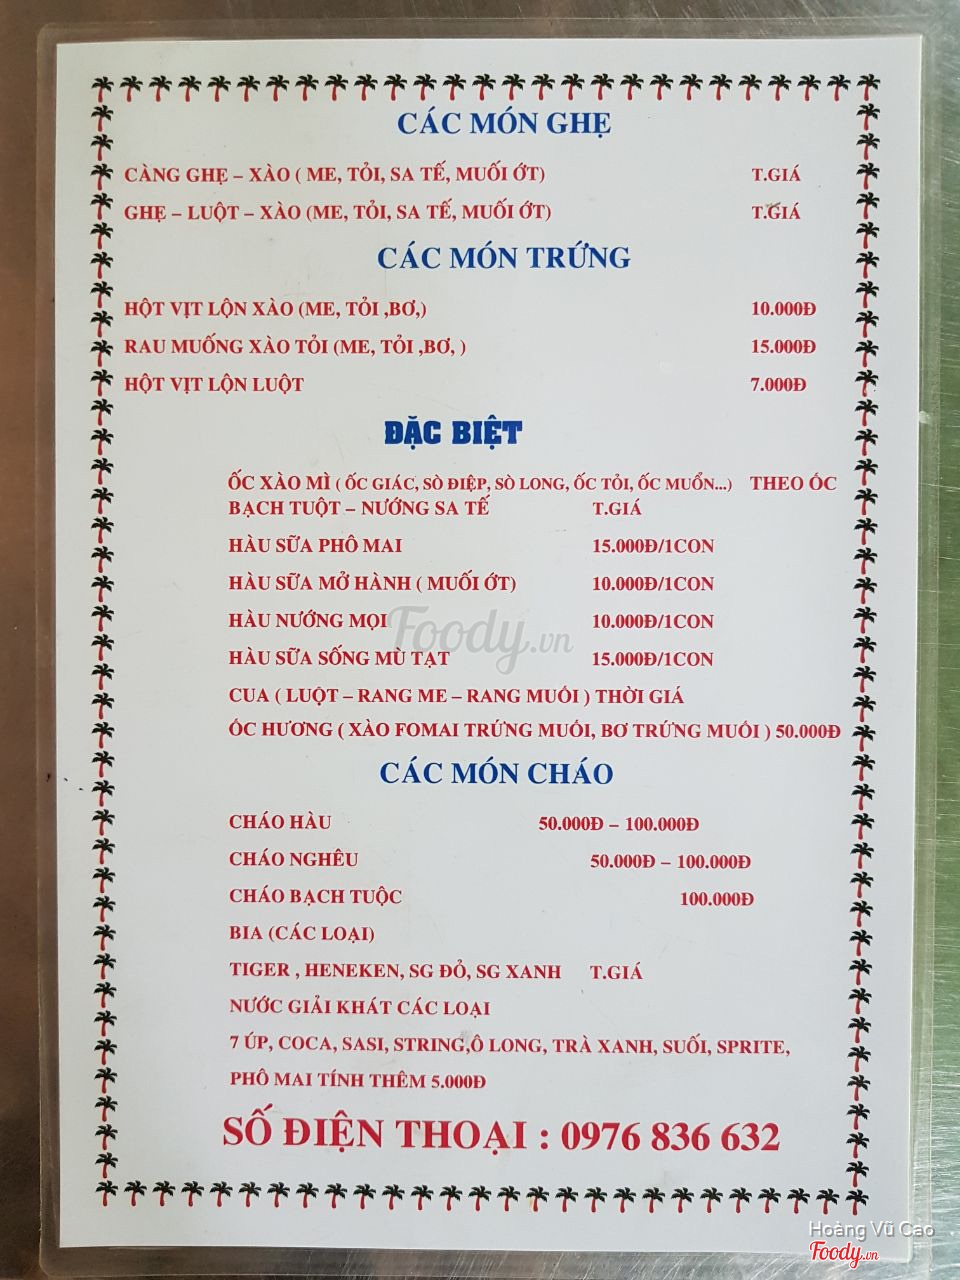 CÁC MÓN GHẸ
CÀNG GHẸ – XÀO ( ME, TỎI, SA TẾ, MUỐI ỚT) T.GIÁ
GHẸ – LUỘT – XÀO (ME, TỎI, SA TẾ, MUỐI ỚT) T.GIÁ
CÁC MÓN TRỨNG
HỘT VỊT LỘN XÀO (ME, TỎI ,BƠ,) 10.000Đ
RAU MUỐNG XÀO TỎI (ME, TỎI ,BƠ, ) 15.000Đ
HỘT VỊT LỘN LUỘT 7.000Đ
ĐẶC BIỆT
ỐC XÀO MÌ ( ỐC GIÁC, SÒ ĐIỆP, SÒ LONG, ỐC TỎI, ỐC MUỔN...) THEO ỐC
BẠCH TUỘT – NƯỚNG SA TẾ T.GIÁ
HÀU SỮA PHÔ MAI 15.000Đ/1CON
HÀU SỮA MỞ HÀNH ( MUỐI ỚT) 10.000Đ/1CON
HÀU NƯỚNG MỌI 10.000Đ/1CON
HÀU SỮA SỐNG MÙ TẠT 15.000Đ/1CON
CUA ( LUỘT – RANG ME – RANG MUỐI ) THỜI GIÁ
ỐC HƯƠNG ( XÀO FOMAI TRỨNG MUỐI, BƠ TRỨNG MUỐI ) 50.000Đ
CÁC MÓN CHÁO
CHÁO HÀU 50.000Đ – 100.000Đ
CHÁO NGHÊU 50.000Đ – 100.000Đ
CHÁO BẠCH TUỘC 100.000Đ
BIA (CÁC LOẠI)
TIGER , HENEKEN, SG ĐỎ, SG XANH T.GIÁ
NƯỚC GIẢI KHÁT CÁC LOẠI
7 ÚP, COCA, SASI, STRING,Ô LONG, TRÀ XANH, SUỐI, SPRITE,
PHÔ MAI TÍNH THÊM 5.000Đ
SỐ ĐIỆN THOẠI : 0976 836 632
Foody.vn
Hoàng Vũ Cao
Foody.vn